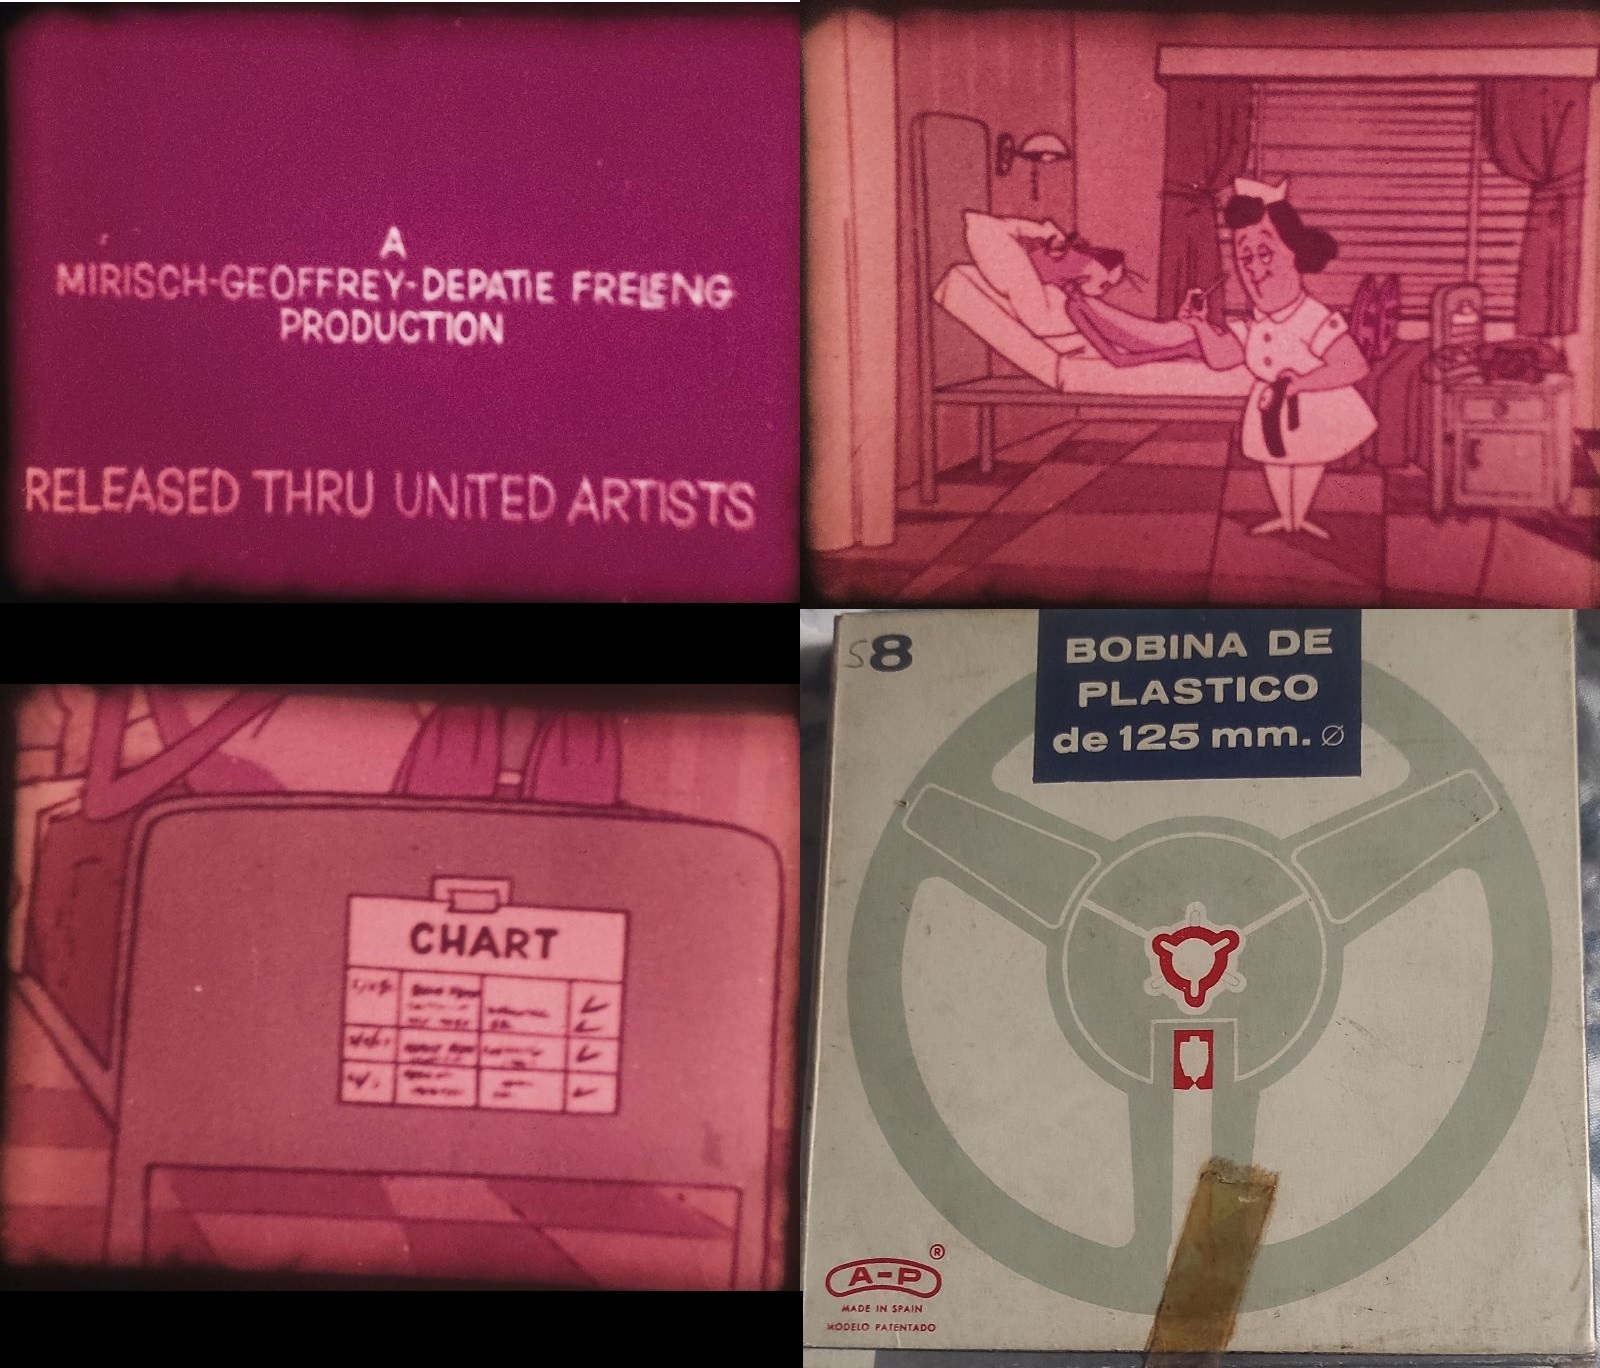 A
MIRISCH-GEOFFREY-DEPATIE FRELENG
PRODUCTION
RELEASED THRU UNITED ARTISTS
CHART
S8
BOBINA DE
PLASTICO
de 125 mm. Ø
A-P ®
MADE IN SPAIN
MODELO PATENTADO